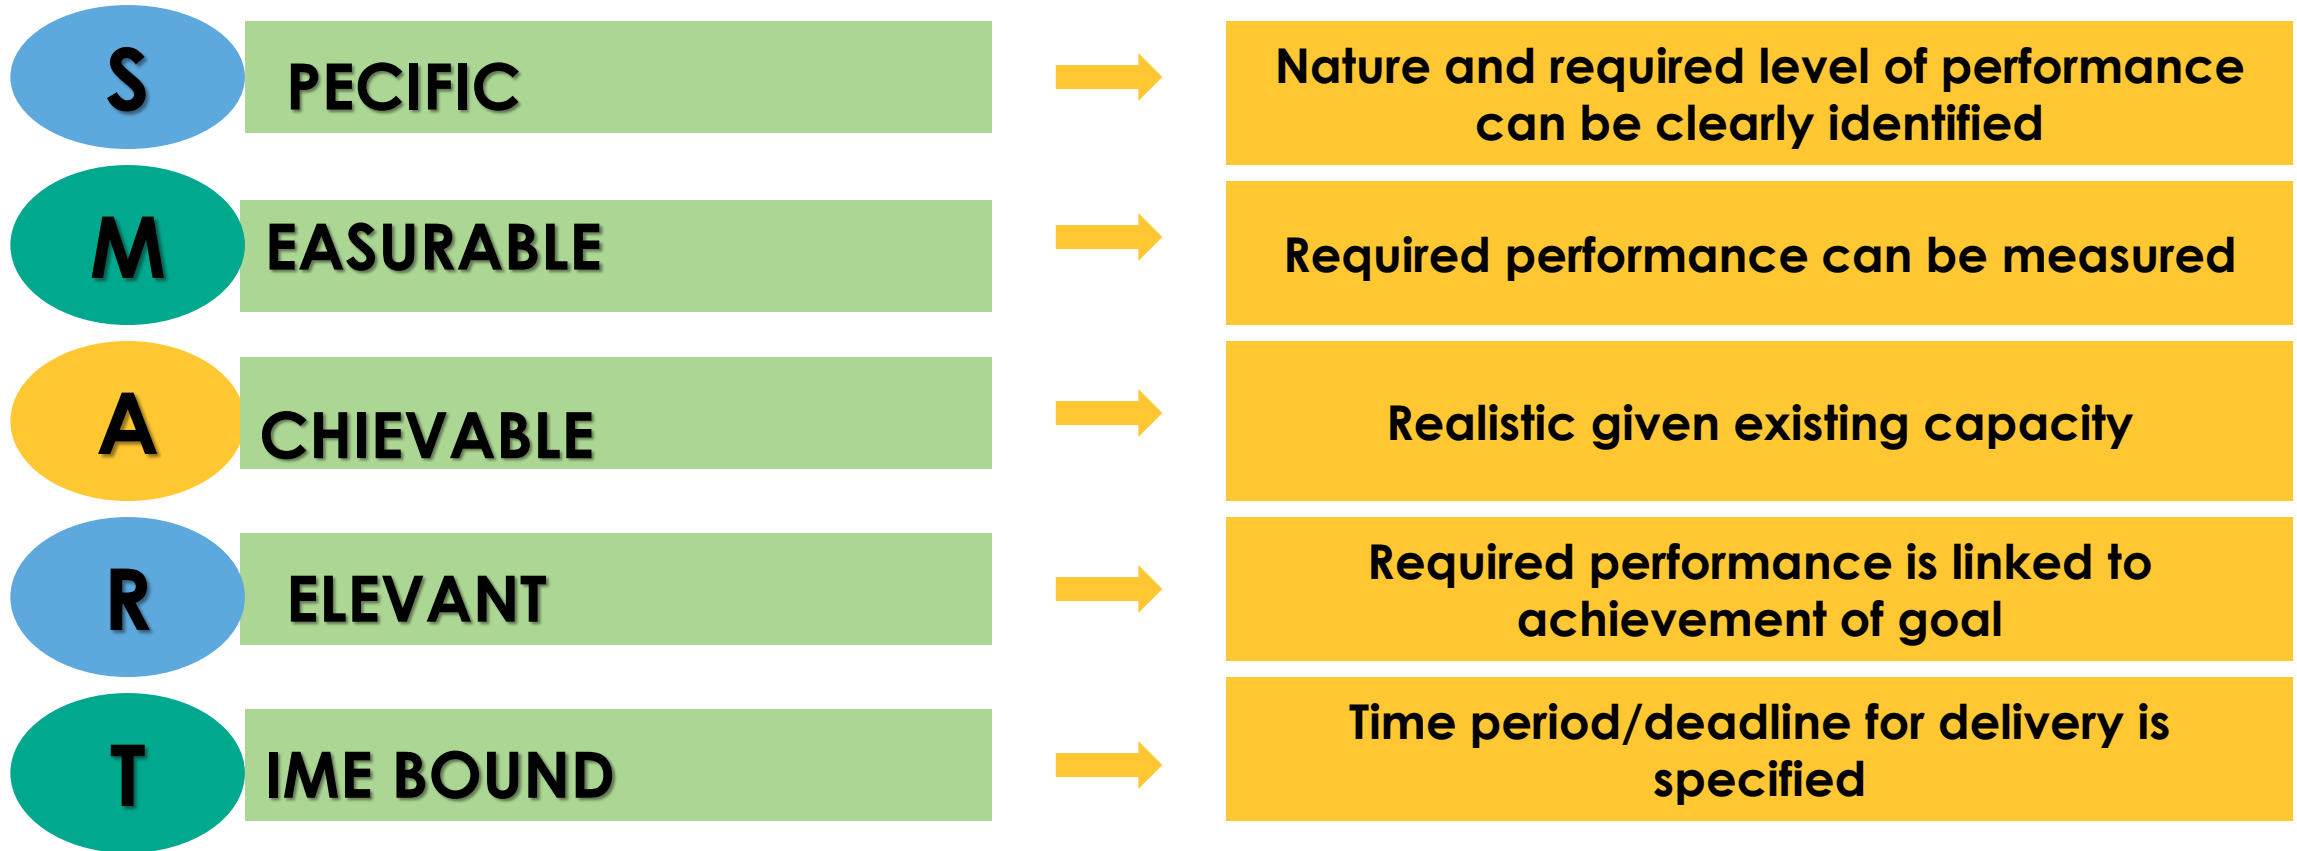 S PECIFIC
Nature and required level of performance
can be clearly identified
M EASURABLE
Required performance can be measured
A CHIEVABLE
Realistic given existing capacity
R ELEVANT
Required performance is linked to
achievement of goal
T IME BOUND
Time period/deadline for delivery is
specified